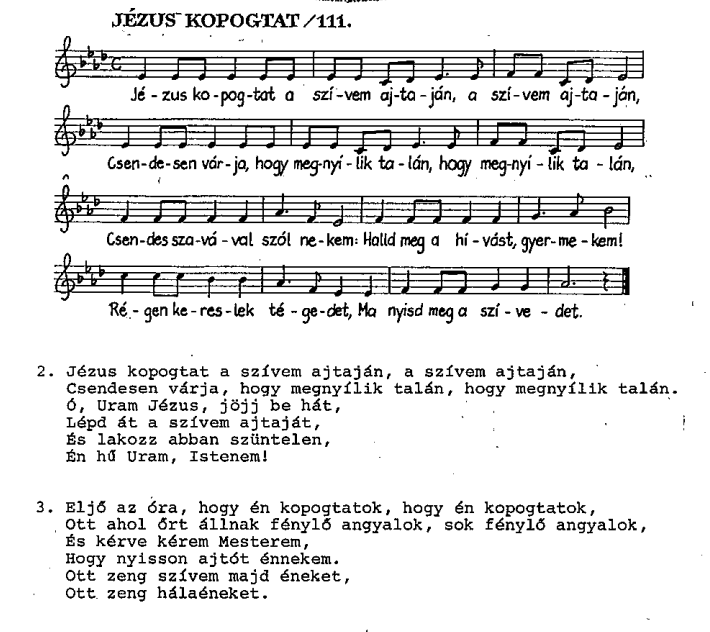 JÉZUS KOPOGTAT /111.
Jé - zus ko - pog - tat a szí - vem aj - ta - ján, a szí - vem aj - ta - ján,
Csen - de - sen vár - ja, hogy meg - nyí - lik ta - lán, hogy meg - nyí - lik ta - lán,
Csen - des sza - vá - val szól ne - kem: Halld meg a hí - vást, gyer - me - kem!
Ré - gen ke - res - lek té - ge - det, Ma nyisd meg a szí - ve - det.
2. Jézus kopogtat a szívem ajtaján, a szívem ajtaján,
Csendesen várja, hogy megnyílik talán, hogy megnyílik talán.
Ó, Uram Jézus, jöjj be hát,
Lépd át a szívem ajtaját,
És lakozz abban szüntelen,
Én hű Uram, Istenem!
3. Eljő az óra, hogy én kopogtatok, hogy én kopogtatok,
Ott ahol őrt állnak fénylő angyalok, sok fénylő angyalok,
És kérve kérem Mesterem,
Hogy nyisson ajtót énnekem.
Ott zeng szívem majd éneket,
Ott zeng hálaéneket.